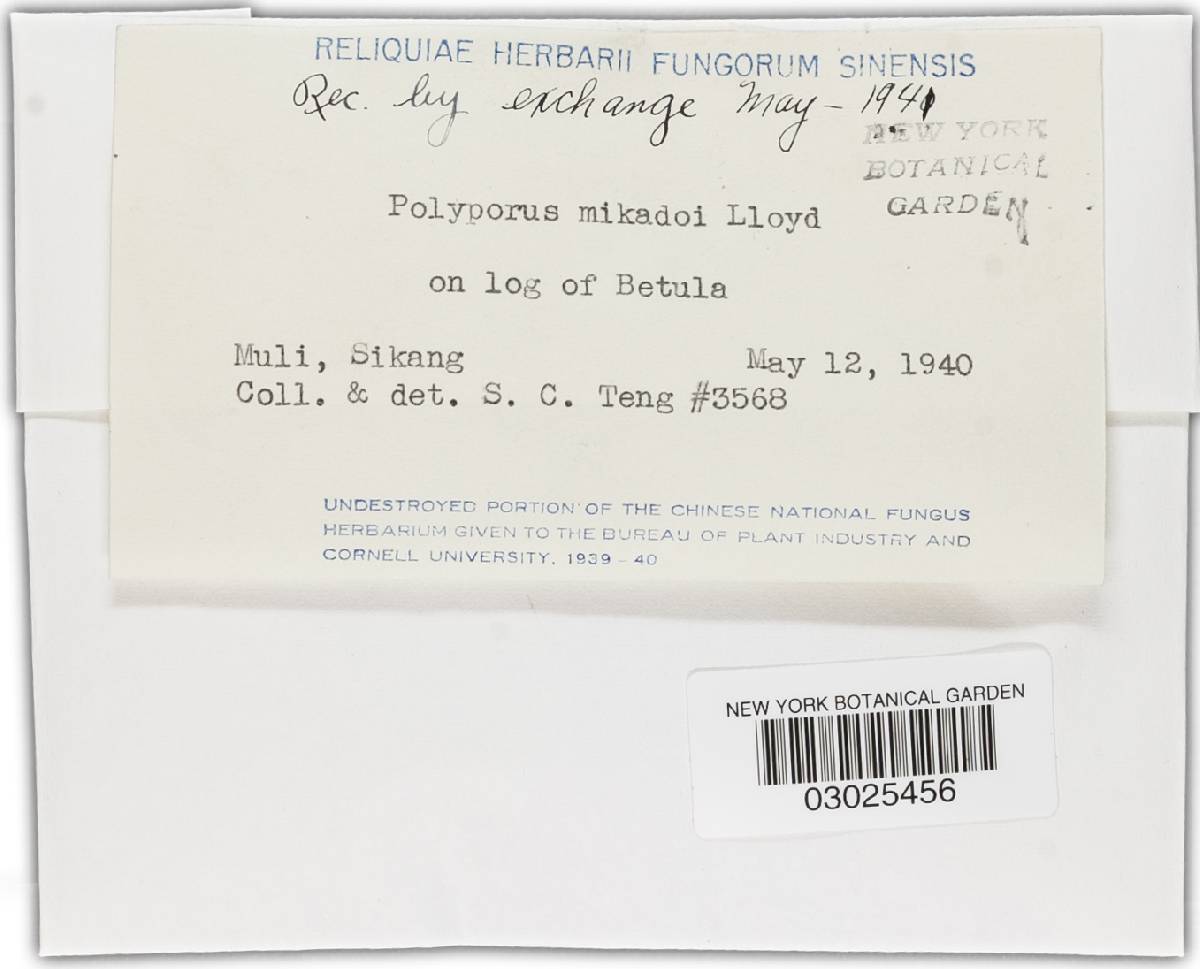 RELIQUIAE HERBARII FUNGORUM SINENSIS
Rec. by exchange May - 1941
NEW YORK
BOTANICAL
GARDEN
Polyporus mikadoi Lloyd
on log of Betula
Muli, Sikang May 12, 1940
Coll. & det. S. C. Teng #3568
UNDESTROYED PORTION OF THE CHINESE NATIONAL FUNGUS
HERBARIUM GIVEN TO THE BUREAU OF PLANT INDUSTRY AND
CORNELL UNIVERSITY. 1939 - 40
NEW YORK BOTANICAL GARDEN
03025456